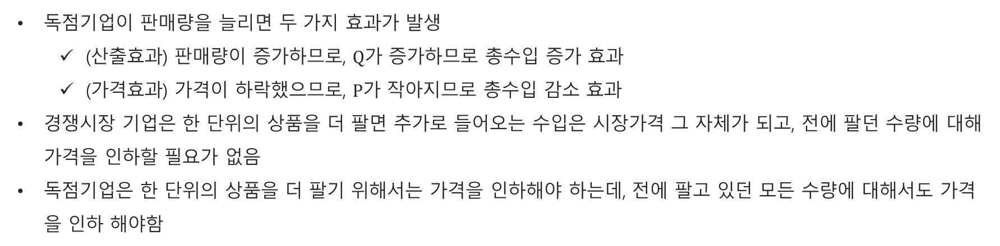 • 독점기업이 판매량을 늘리면 두 가지 효과가 발생
✓ (산출효과) 판매량이 증가하므로, Q가 증가하므로 총수입 증가 효과
✓ (가격효과) 가격이 하락했으므로, P가 작아지므로 총수입 감소 효과
• 경쟁시장 기업은 한 단위의 상품을 더 팔면 추가로 들어오는 수입은 시장가격 그 자체가 되고, 전에 팔던 수량에 대해
가격을 인하할 필요가 없음
• 독점기업은 한 단위의 상품을 더 팔기 위해서는 가격을 인하해야 하는데, 전에 팔고 있던 모든 수량에 대해서도 가격
을 인하 해야함